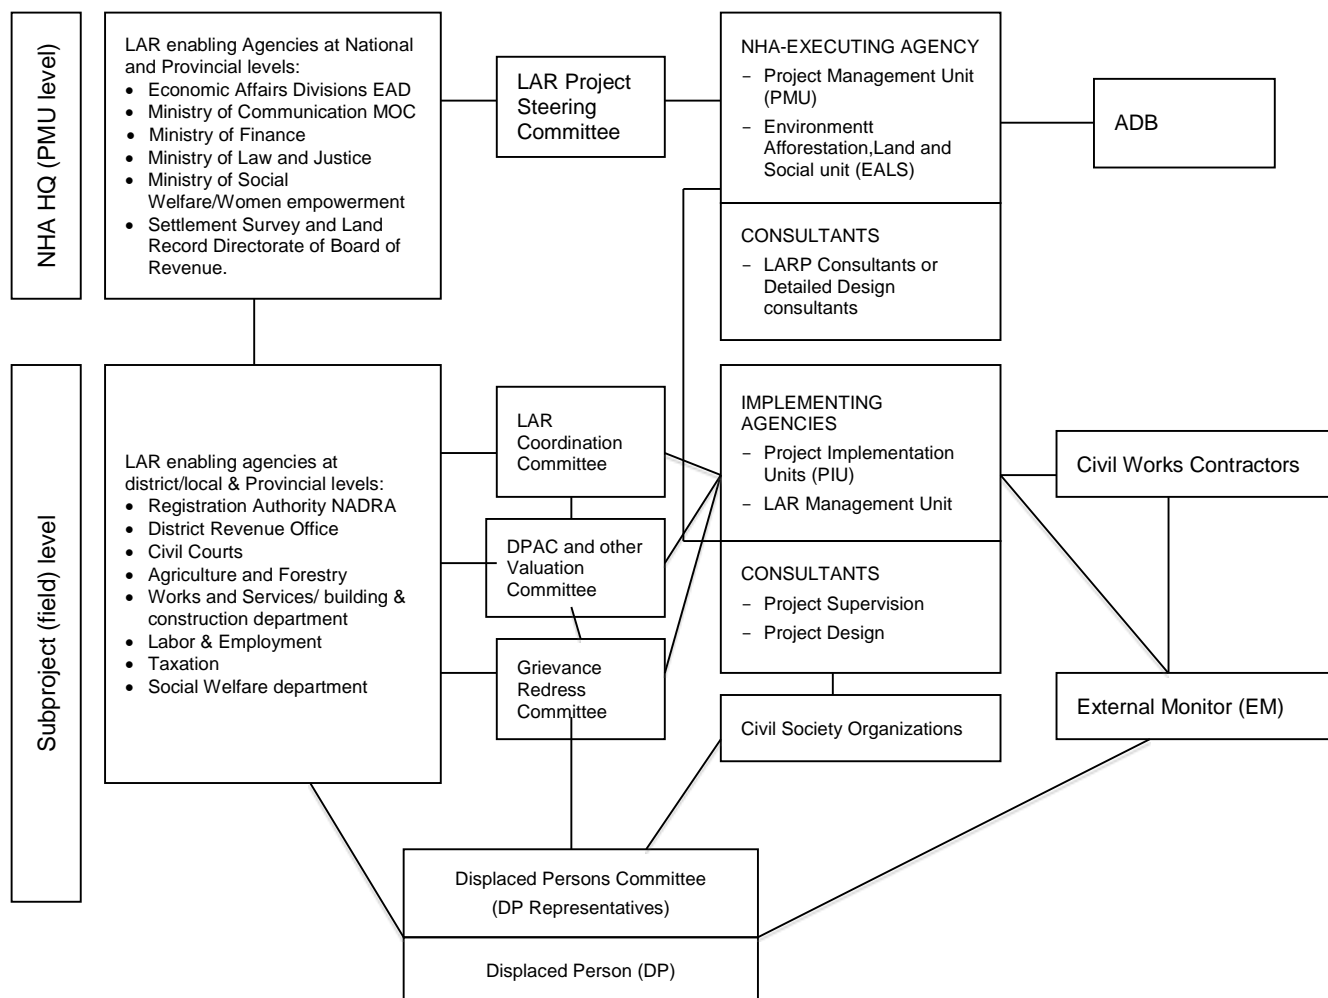 NHA HQ (PMU level)
LAR enabling Agencies at National
and Provincial levels:
• Economic Affairs Divisions EAD
• Ministry of Communication MOC
• Ministry of Finance
• Ministry of Law and Justice
• Ministry of Social
Welfare/Women empowerment
• Settlement Survey and Land
Record Directorate of Board of
Revenue.
LAR Project
Steering
Committee
NHA-EXECUTING AGENCY
- Project Management Unit
(PMU)
- Environmentt
Afforestation,Land and
Social unit (EALS)
CONSULTANTS
- LARP Consultants or
Detailed Design
consultants
ADB
Subproject (field) level
LAR enabling agencies at
district/local & Provincial levels:
• Registration Authority NADRA
• District Revenue Office
• Civil Courts
• Agriculture and Forestry
• Works and Services/ building &
construction department
• Labor & Employment
• Taxation
• Social Welfare department
LAR
Coordination
Committee
DPAC and other
Valuation
Committee
Grievance
Redress
Committee
IMPLEMENTING
AGENCIES
- Project Implementation
Units (PIU)
- LAR Management Unit
CONSULTANTS
- Project Supervision
- Project Design
Civil Society Organizations
Civil Works Contractors
External Monitor (EM)
Displaced Persons Committee
(DP Representatives)
Displaced Person (DP)